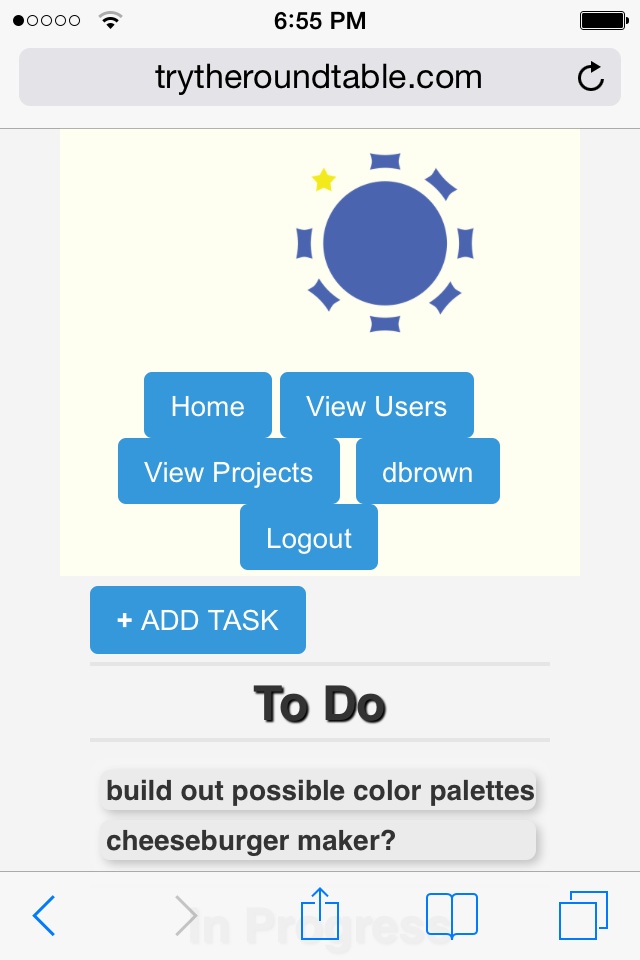 6:55 PM
trytheroundtable.com
Home View Users
View Projects dbrown
Logout
+ ADD TASK
To Do
build out possible color palettes
cheeseburger maker?
In Progress